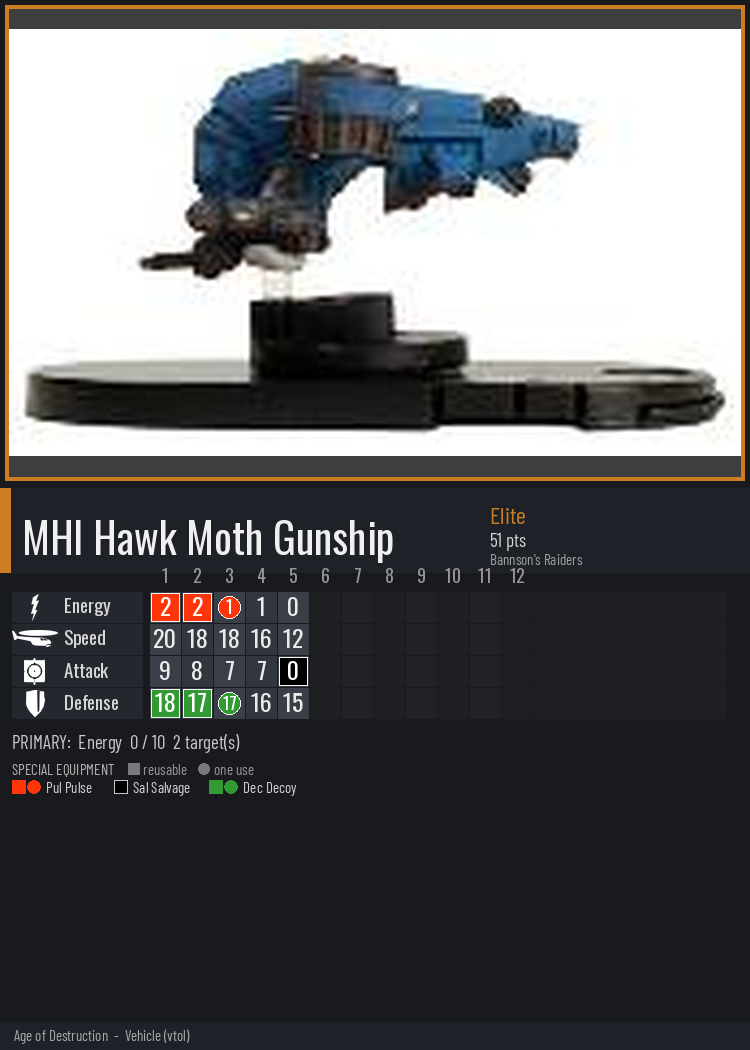 MHI Hawk Moth Gunship
Elite
51 pts
Bannson's Raiders
1 2 3 4 5 6 7 8 9 10 11 12
Energy 2 2 1 1 0
Speed 20 18 18 16 12
Attack 9 8 7 7 0
Defense 18 17 17 16 15
PRIMARY: Energy 0 / 10 2 target(s)
SPECIAL EQUIPMENT reusable one use
Pul Pulse Sal Salvage Dec Decoy
Age of Destruction - Vehicle (vtol)